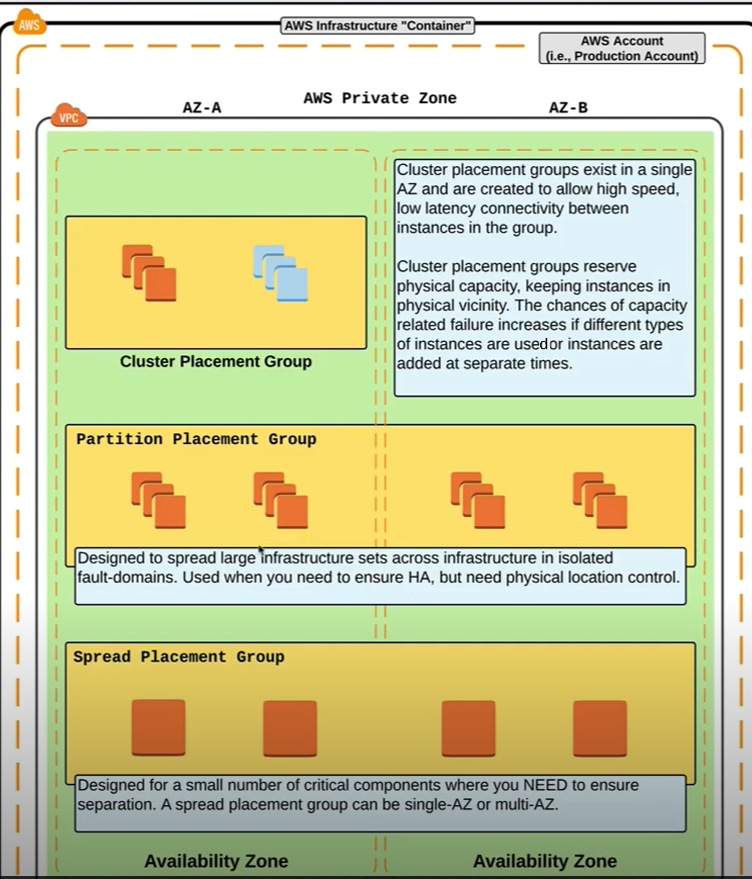 AWS
AWS Infrastructure "Container"
AWS Account
(i.e., Production Account)
AWS Private Zone
AZ-A
AZ-B
VPC
Cluster placement groups exist in a single
AZ and are created to allow high speed,
low latency connectivity between
instances in the group.
Cluster placement groups reserve
physical capacity, keeping instances in
physical vicinity. The chances of capacity
related failure increases if different types
of instances are usedor instances are
added at separate times.
Cluster Placement Group
Partition Placement Group
Designed to spread large infrastructure sets across infrastructure in isolated
fault-domains. Used when you need to ensure HA, but need physical location control.
Spread Placement Group
Designed for a small number of critical components where you NEED to ensure
separation. A spread placement group can be single-AZ or multi-AZ.
Availability Zone
Availability Zone